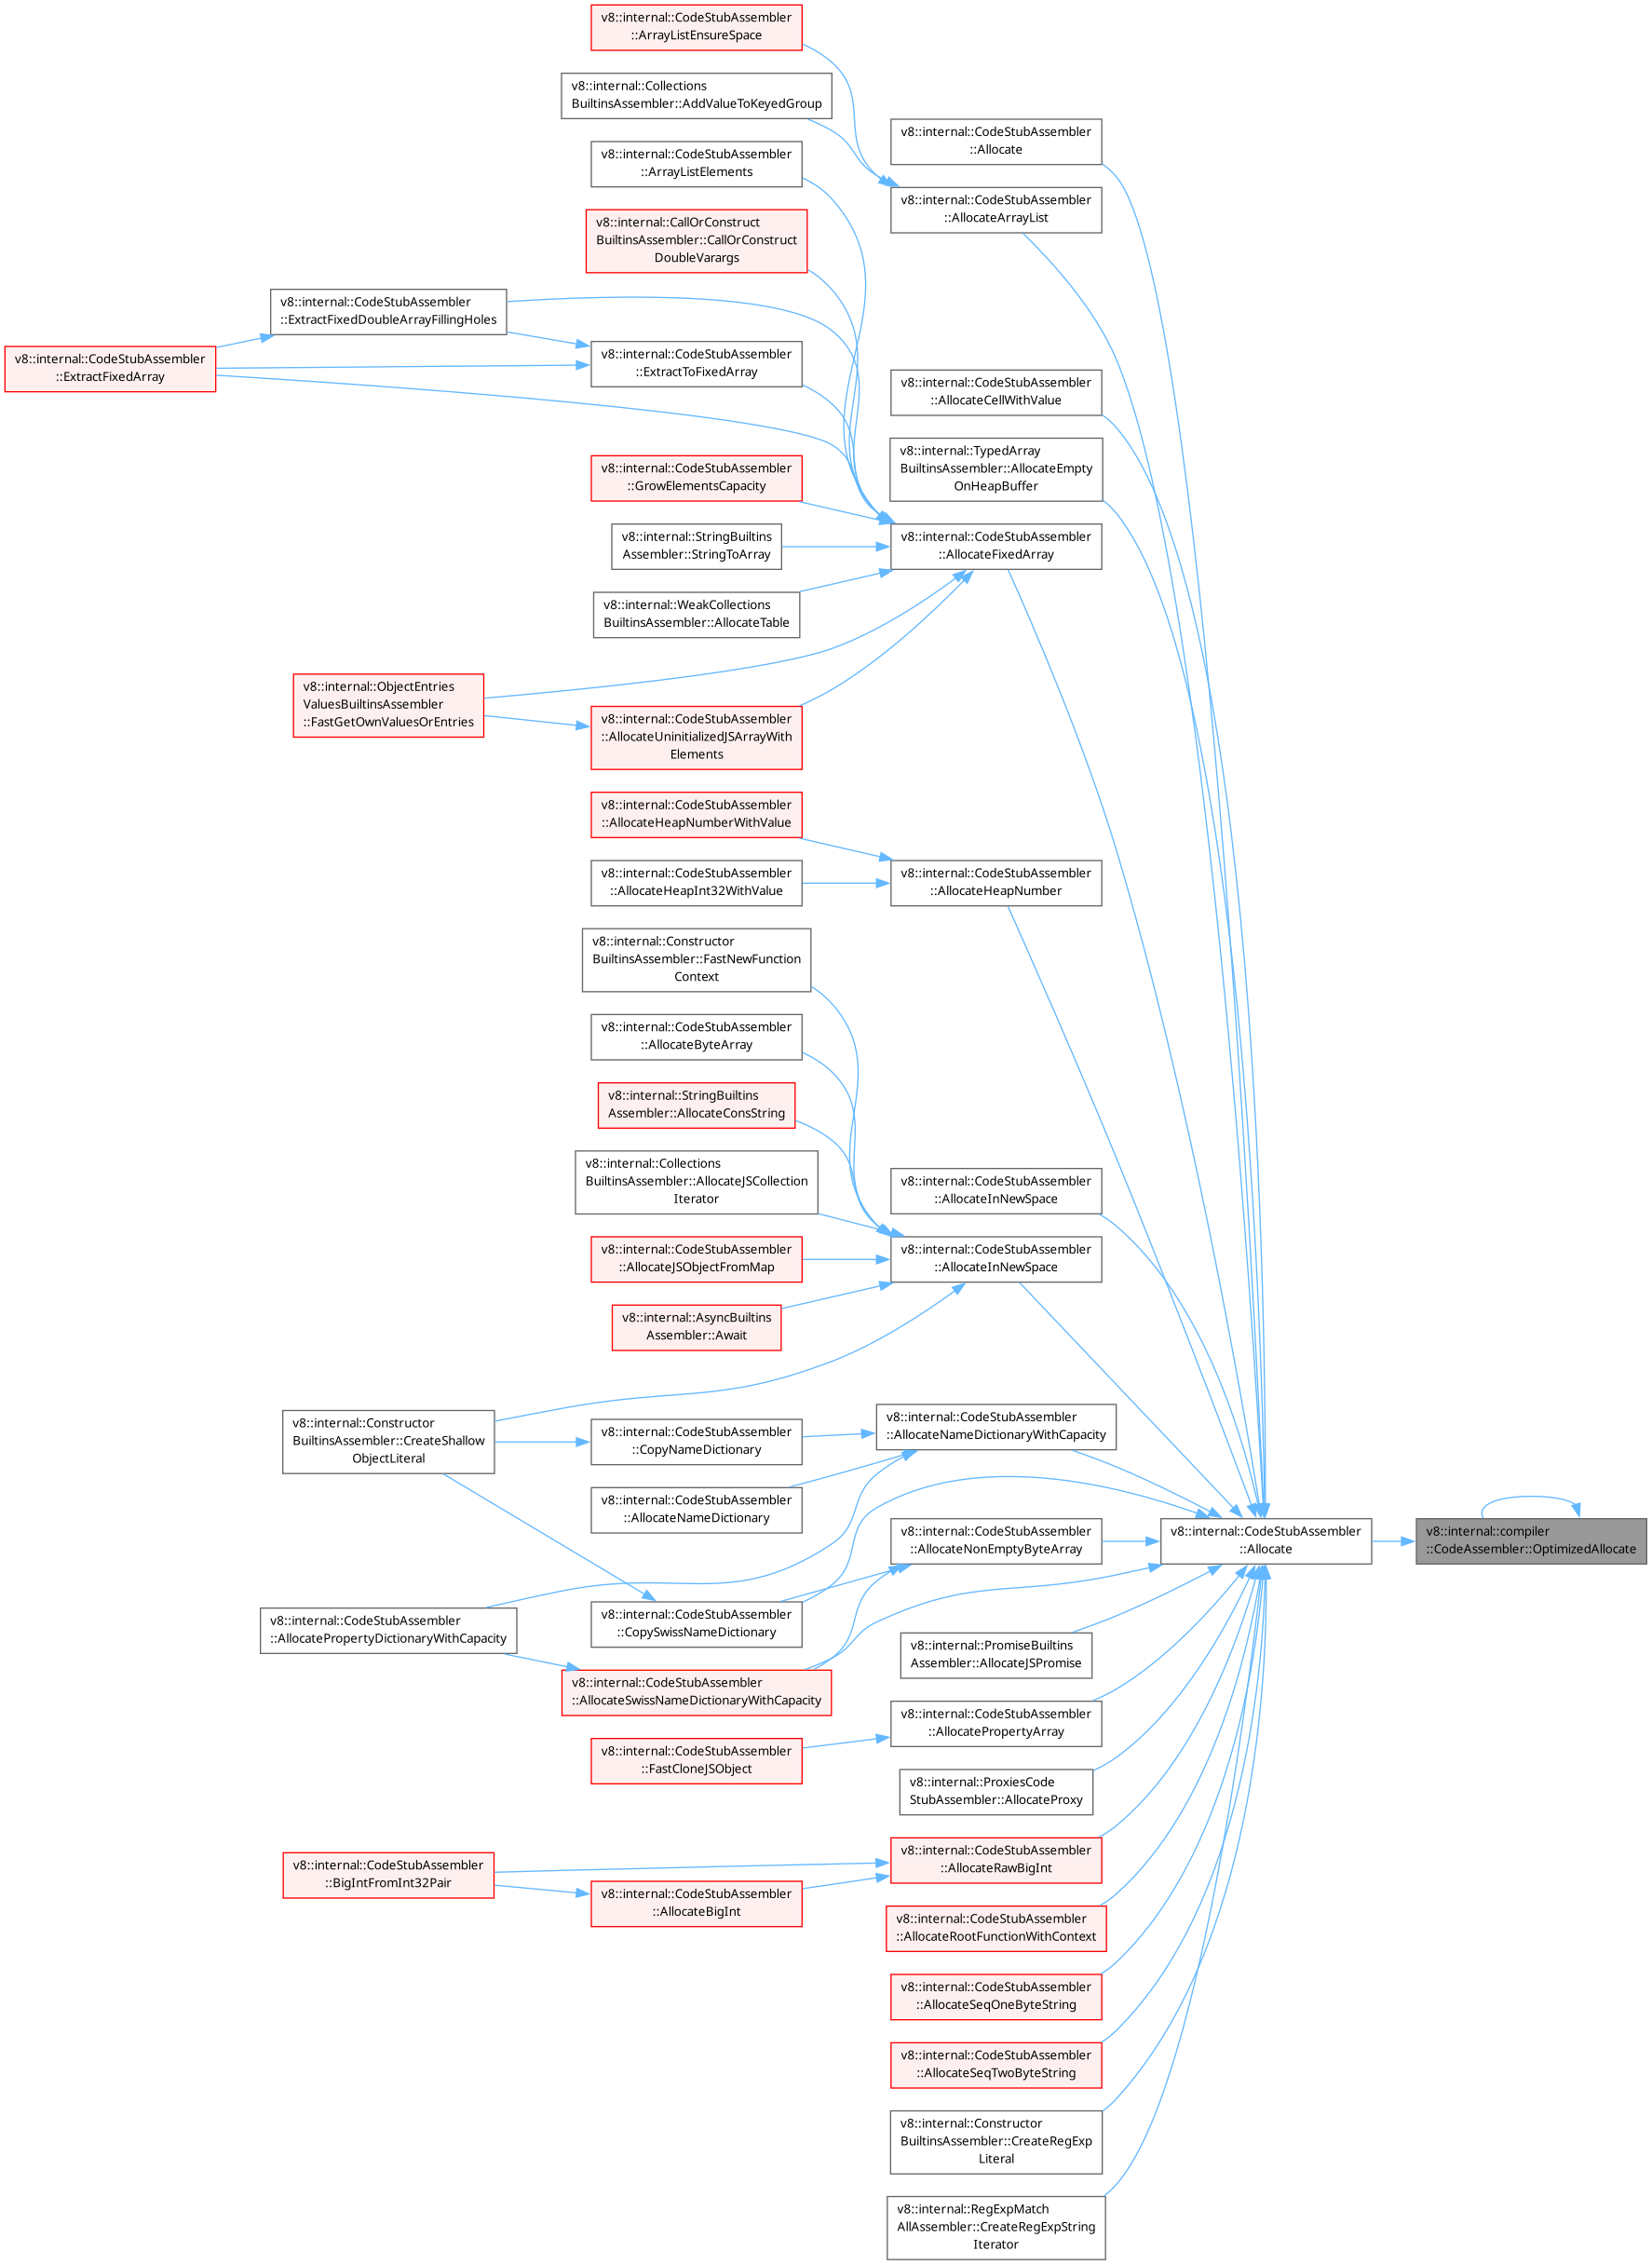 v8::internal::CodeStubAssembler
::ArrayListEnsureSpace
v8::internal::Collections
BuiltinsAssembler::AddValueToKeyedGroup
v8::internal::CodeStubAssembler
::Allocate
v8::internal::CodeStubAssembler
::ArrayListElements
v8::internal::CodeStubAssembler
::AllocateArrayList
v8::internal::CallOrConstruct
BuiltinsAssembler::CallOrConstruct
DoubleVarargs
v8::internal::CodeStubAssembler
::ExtractFixedDoubleArrayFillingHoles
v8::internal::CodeStubAssembler
::ExtractFixedArray
v8::internal::CodeStubAssembler
::ExtractToFixedArray
v8::internal::CodeStubAssembler
::AllocateCellWithValue
v8::internal::TypedArray
BuiltinsAssembler::AllocateEmpty
OnHeapBuffer
v8::internal::CodeStubAssembler
::GrowElementsCapacity
v8::internal::StringBuiltins
Assembler::StringToArray
v8::internal::CodeStubAssembler
::AllocateFixedArray
v8::internal::WeakCollections
BuiltinsAssembler::AllocateTable
v8::internal::ObjectEntries
ValuesBuiltinsAssembler
::FastGetOwnValuesOrEntries
v8::internal::CodeStubAssembler
::AllocateUninitializedJSArrayWith
Elements
v8::internal::CodeStubAssembler
::AllocateHeapNumberWithValue
v8::internal::CodeStubAssembler
::AllocateHeapInt32WithValue
v8::internal::CodeStubAssembler
::AllocateHeapNumber
v8::internal::Constructor
BuiltinsAssembler::FastNewFunction
Context
v8::internal::CodeStubAssembler
::AllocateByteArray
v8::internal::StringBuiltins
Assembler::AllocateConsString
v8::internal::Collections
BuiltinsAssembler::AllocateJSCollection
Iterator
v8::internal::CodeStubAssembler
::AllocateInNewSpace
v8::internal::CodeStubAssembler
::AllocateJSObjectFromMap
v8::internal::CodeStubAssembler
::AllocateInNewSpace
v8::internal::AsyncBuiltins
Assembler::Await
v8::internal::Constructor
BuiltinsAssembler::CreateShallow
ObjectLiteral
v8::internal::CodeStubAssembler
::CopyNameDictionary
v8::internal::CodeStubAssembler
::AllocateNameDictionaryWithCapacity
v8::internal::CodeStubAssembler
::AllocateNameDictionary
v8::internal::CodeStubAssembler
::AllocateNonEmptyByteArray
v8::internal::CodeStubAssembler
::Allocate
v8::internal::compiler
::CodeAssembler::OptimizedAllocate
v8::internal::CodeStubAssembler
::AllocatePropertyDictionaryWithCapacity
v8::internal::CodeStubAssembler
::CopySwissNameDictionary
v8::internal::PromiseBuiltins
Assembler::AllocateJSPromise
v8::internal::CodeStubAssembler
::AllocateSwissNameDictionaryWithCapacity
v8::internal::CodeStubAssembler
::AllocatePropertyArray
v8::internal::CodeStubAssembler
::FastCloneJSObject
v8::internal::ProxiesCode
StubAssembler::AllocateProxy
v8::internal::CodeStubAssembler
::BigIntFromInt32Pair
v8::internal::CodeStubAssembler
::AllocateBigInt
v8::internal::CodeStubAssembler
::AllocateRawBigInt
v8::internal::CodeStubAssembler
::AllocateRootFunctionWithContext
v8::internal::CodeStubAssembler
::AllocateSeqOneByteString
v8::internal::CodeStubAssembler
::AllocateSeqTwoByteString
v8::internal::Constructor
BuiltinsAssembler::CreateRegExp
Literal
v8::internal::RegExpMatch
AllAssembler::CreateRegExpString
Iterator